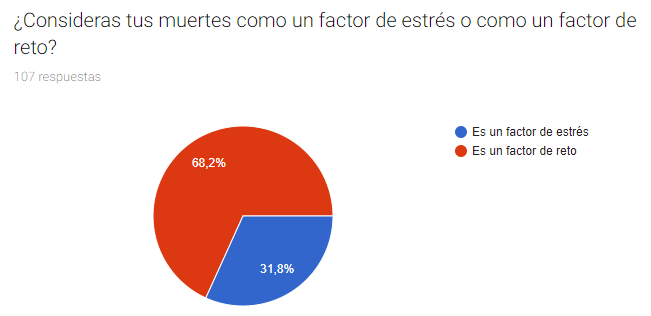 ¿Consideras tus muertes como un factor de estrés o como un factor de
reto?
107 respuestas
Es un factor de estrés
Es un factor de reto
68,2%
31,8%